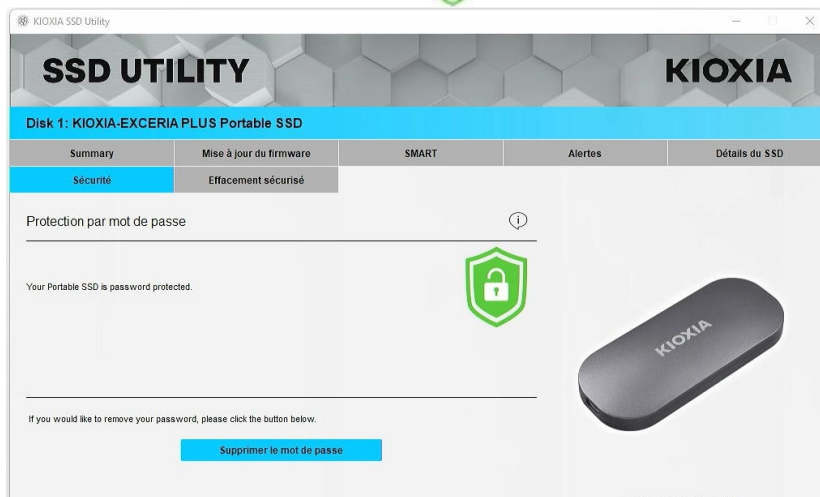 KIOXIA SSD Utility
SSD UTILITY
KIOXIA
Disk 1: KIOXIA-EXCERIA PLUS Portable SSD
Summary
Mise à jour du firmware
SMART
Alertes
Détails du SSD
Sécurité
Effacement sécurisé
Protection par mot de passe
Your Portable SSD is password protected.
KIOXIA
If you would like to remove your password, please click the button below.
Supprimer le mot de passe